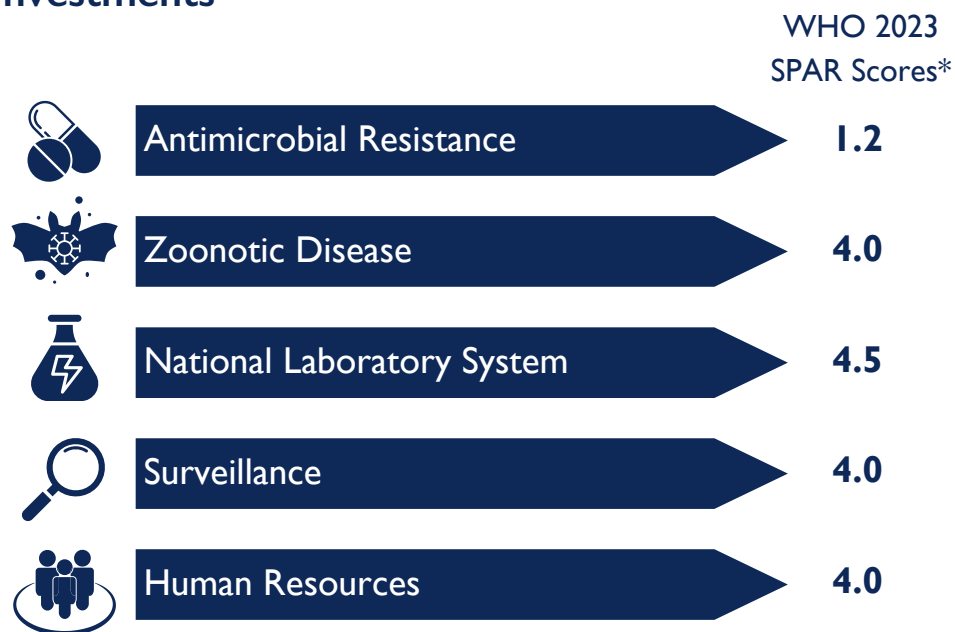 WHO 2023
SPAR Scores*
Antimicrobial Resistance 1.2
Zoonotic Disease 4.0
National Laboratory System 4.5
Surveillance 4.0
Human Resources 4.0